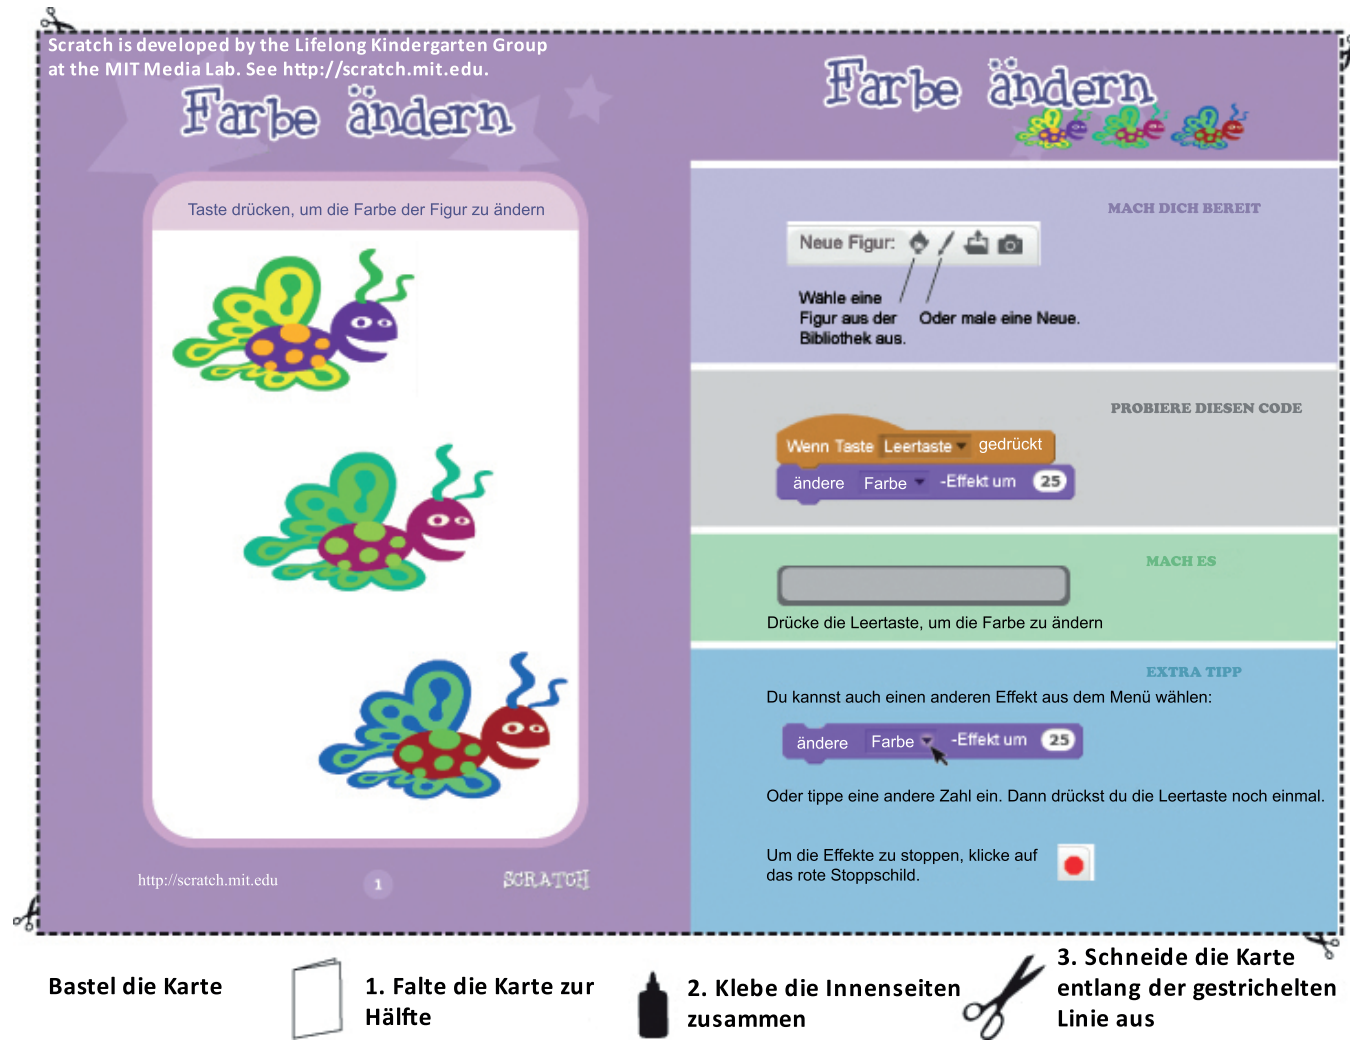 Scratch is developed by the Lifelong Kindergarten Group
at the MIT Media Lab. See http://scratch.mit.edu.
Farbe ändern
Taste drücken, um die Farbe der Figur zu ändern
http://scratch.mit.edu
1
SCRATCH
Farbe ändern
MACH DICH BEREIT
Neue Figur:
Wähle eine
Figur aus der
Bibliothek aus.
Oder male eine Neue.
PROBIERE DIESEN CODE
Wenn Taste Leertaste gedrückt
ändere Farbe -Effekt um 25
MACH ES
Drücke die Leertaste, um die Farbe zu ändern
EXTRA TIPP
Du kannst auch einen anderen Effekt aus dem Menü wählen:
ändere Farbe -Effekt um 25
Oder tippe eine andere Zahl ein. Dann drückst du die Leertaste noch einmal.
Um die Effekte zu stoppen, klicke auf
das rote Stoppschild.
Bastel die Karte
1. Falte die Karte zur
Hälfte
2. Klebe die Innenseiten
zusammen
3. Schneide die Karte
entlang der gestrichelten
Linie aus